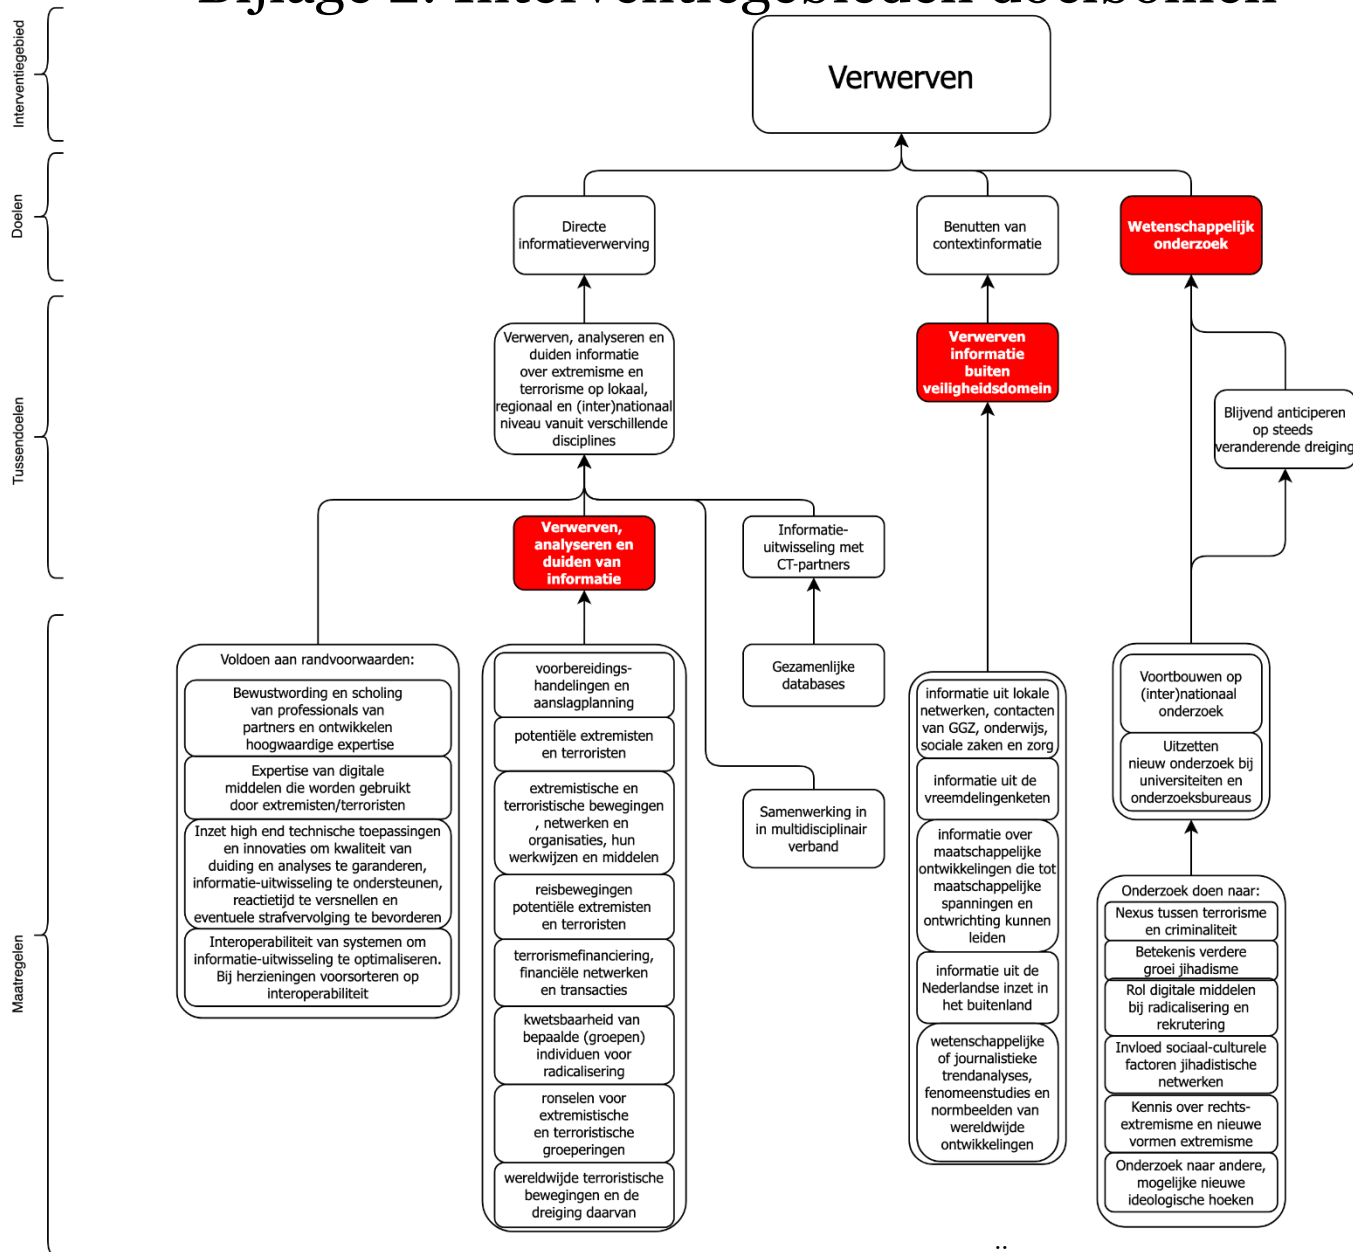 Bijlage 2: Interventiegebieden doelbomen
Interventiegebied
Verwerven
Doelen
Directe
informatieverwerving
Benutten van
contextinformatie
Wetenschappelijk
onderzoek
Tussendoelen
Verwerven, analyseren en
duiden informatie
over extremisme en
terrorisme op lokaal,
regionaal en (inter)nationaal
niveau vanuit verschillende
disciplines
Verwerven
informatie
buiten
veiligheidsdomein
Blijvend anticiperen
op steeds
veranderende dreiging
Verwerven,
analyseren en
duiden van
informatie
Informatie-
uitwisseling met
CT-partners
Maatregelen
Voldoen aan randvoorwaarden:
Bewustwording en scholing
van professionals van
partners en ontwikkelen
hoogwaardige expertise
Expertise van digitale
middelen die worden gebruikt
door extremisten/terroristen
Inzet high end technische toepassingen
en innovaties om kwaliteit van
duiding en analyses te garanderen,
informatie-uitwisseling te ondersteunen,
reactietijd te versnellen en
eventuele strafvervolging te bevorderen
Interoperabiliteit van systemen om
informatie-uitwisseling te optimaliseren.
Bij herzieningen voorsorteren op
interoperabiliteit
voorbereidings-
handelingen en
aanslagplanning
potentiële extremisten
en terroristen
extremistische en
terroristische bewegingen
, netwerken en
organisaties, hun
werkwijzen en middelen
reisbewegingen
potentiële extremisten
en terroristen
terrorismefinanciering,
financiële netwerken
en transacties
kwetsbaarheid van
bepaalde (groepen)
individuen voor
radicalisering
ronselen voor
extremistische
en terroristische
groeperingen
wereldwijde terroristische
bewegingen en de
dreiging daarvan
Gezamenlijke
databases
Samenwerking in
in multidisciplinair
verband
informatie uit lokale
netwerken, contacten
van GGZ, onderwijs,
sociale zaken en zorg
informatie uit de
vreemdelingenketen
informatie over
maatschappelijke
ontwikkelingen die tot
maatschappelijke
spanningen en
ontwrichting kunnen
leiden
informatie uit de
Nederlandse inzet in
het buitenland
wetenschappelijke
of journalistieke
trendanalyses,
fenomeenstudies en
normbeelden van
wereldwijde
ontwikkelingen
Voortbouwen op
(inter)nationaal
onderzoek
Uitzetten
nieuw onderzoek bij
universiteiten en
onderzoeksbureaus
Onderzoek doen naar:
Nexus tussen terrorisme
en criminaliteit
Betekenis verdere
groei jihadisme
Rol digitale middelen
bij radicalisering en
rekrutering
Invloed sociaal-culturele
factoren jihadistische
netwerken
Kennis over rechts-
extremisme en nieuwe
vormen extremisme
Onderzoek naar andere,
mogelijke nieuwe
ideologische hoeken